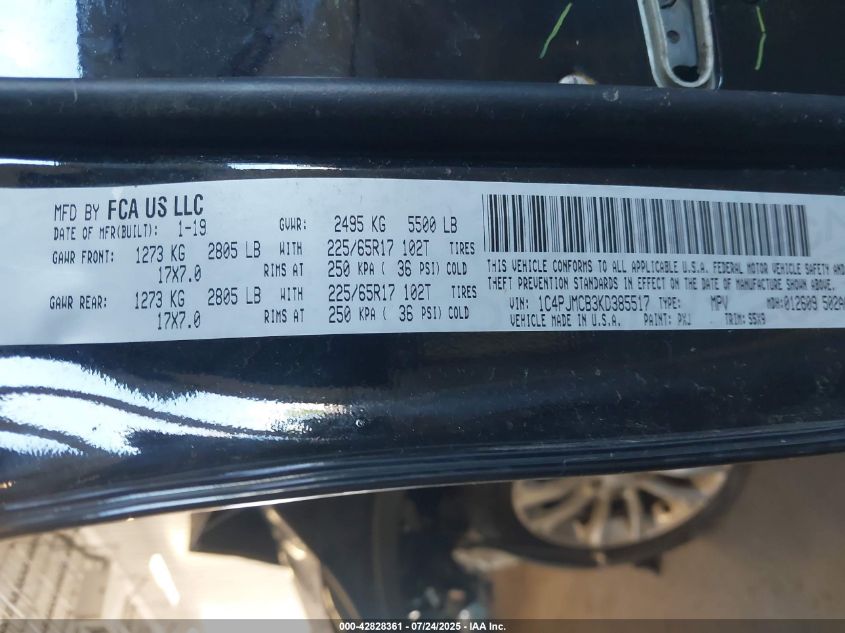 MFD BY FCA US LLC
DATE OF MFR(BUILT): 1-19
GVWR: 2495 KG 5500 LB
GAWR FRONT: 1273 KG 2805 LB WITH 225/65R17 102T TIRES
17X7.0 RIMS AT 250 KPA ( 36 PSI) COLD
GAWR REAR: 1273 KG 2805 LB WITH 225/65R17 102T TIRES
17X7.0 RIMS AT 250 KPA ( 36 PSI) COLD
THIS VEHICLE CONFORMS TO ALL APPLICABLE U.S.A. FEDERAL MOTOR VEHICLE SAFETY AND
THEFT PREVENTION STANDARDS IN EFFECT ON THE DATE OF MANUFACTURE SHOWN ABOVE.
VIN: 1C4PJMCB3KD385517 TYPE: MPV MDH: 012609
VEHICLE MADE IN U.S.A. PAINT: PXJ TRIM: S5X9
000-42828361 | 07/24/2025 - IAA Inc.